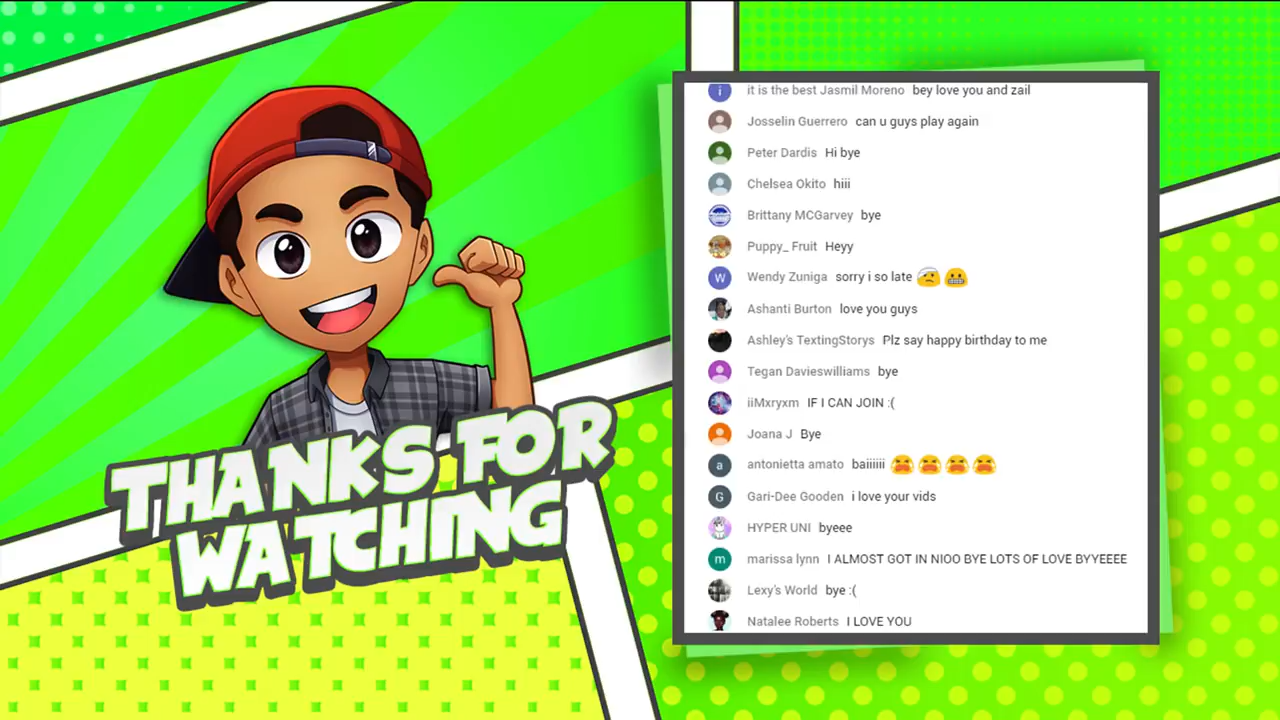 THANKS FOR
WATCHING
i it is the best Jasmil Moreno bey love you and zail
Josselin Guerrero can u guys play again
Peter Dardis Hi bye
Chelsea Okito hiii
Brittany MCGarvey bye
Puppy_ Fruit Heyy
W Wendy Zuniga sorry i so late 🤕😬
Ashanti Burton love you guys
Ashley's TextingStorys Plz say happy birthday to me
Tegan Davieswilliams bye
iiMxryxm IF I CAN JOIN :(
Joana J Bye
a antonietta amato baiiiiii 😭😭😭😭
G Gari-Dee Gooden i love your vids
HYPER UNI byeee
m marissa lynn I ALMOST GOT IN NIOO BYE LOTS OF LOVE BYYEEEE
Lexy's World bye :(
Natalee Roberts I LOVE YOU